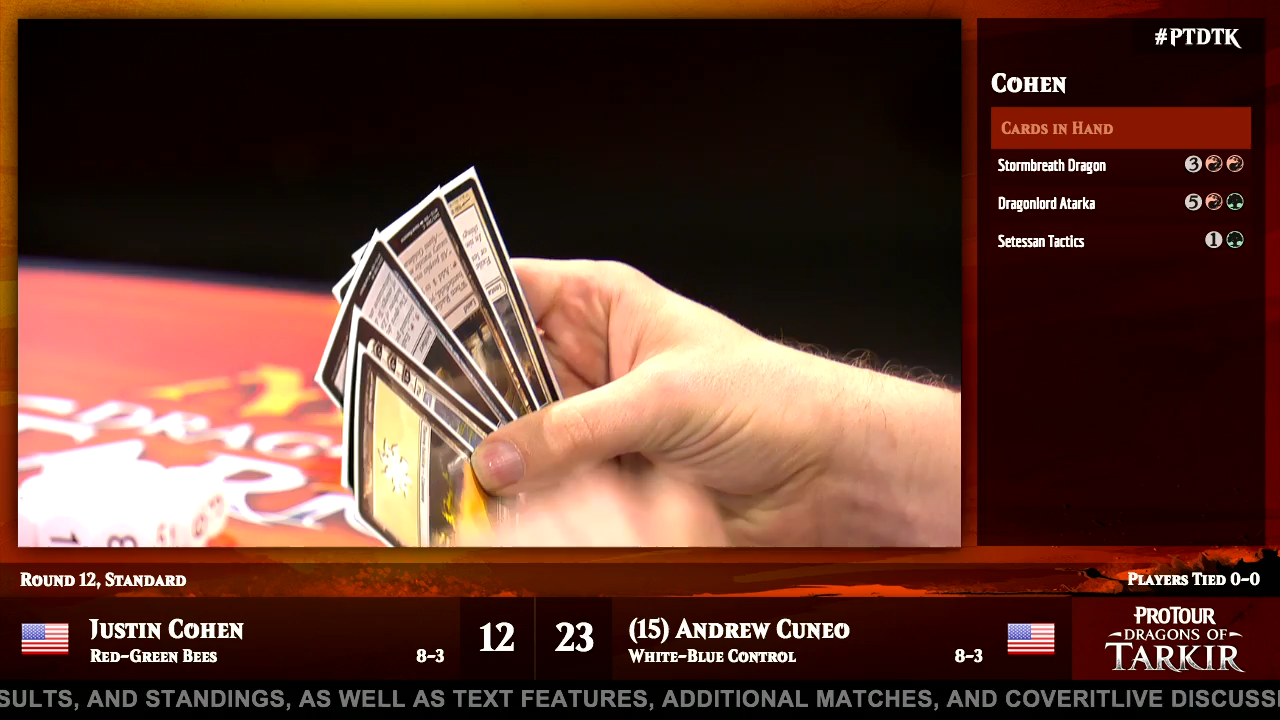 #PTDTK
Cohen
Cards in Hand
Stormbreath Dragon 3
Dragonlord Atarka 5
Setessan Tactics 1
Round 12, Standard
Players Tied 0-0
Justin Cohen
Red-Green Bees
8-3
12
23
(15) Andrew Cuneo
White-Blue Control
8-3
ProTour
Dragons of
Tarkir
SULTS, AND STANDINGS, AS WELL AS TEXT FEATURES, ADDITIONAL MATCHES, AND COVERITLIVE DISCUSS